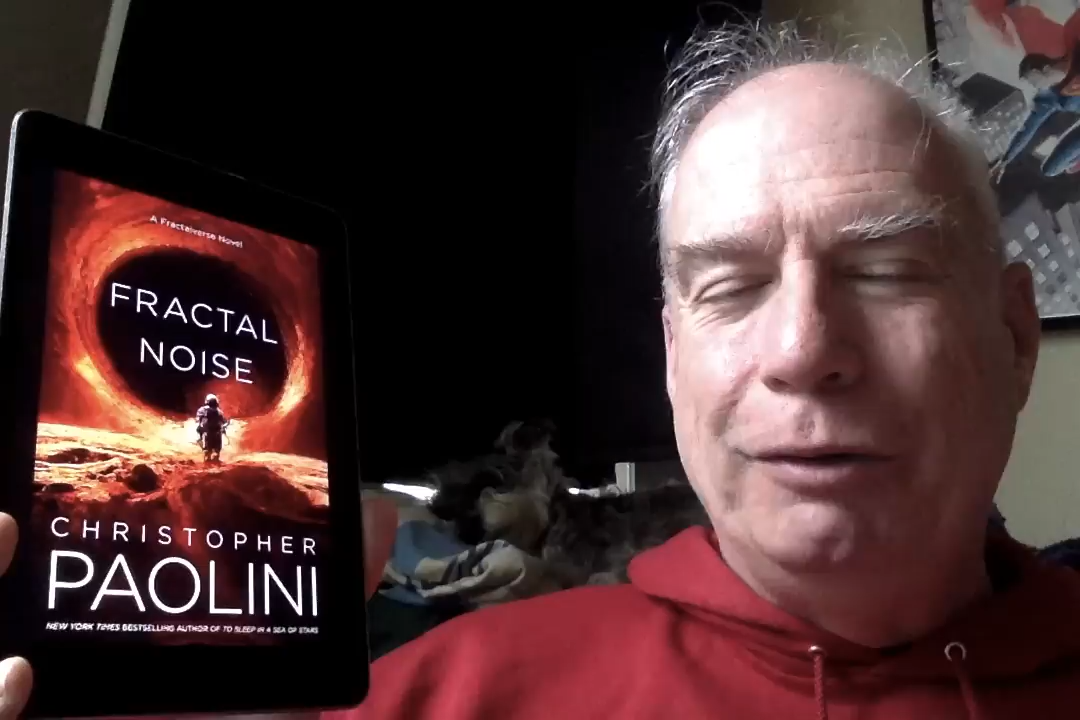 A Fractalverse Novel
FRACTAL
NOISE
CHRISTOPHER
PAOLINI
NEW YORK TIMES BESTSELLING AUTHOR OF TO SLEEP IN A SEA OF STARS